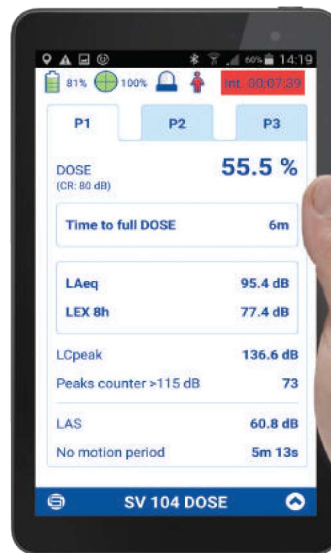 60% 14:19
81% 100% Int. 00:07:39
P1 P2 P3
DOSE 55.5 %
(CR: 80 dB)
Time to full DOSE 6m
LAeq 95.4 dB
LEX 8h 77.4 dB
LCpeak 136.6 dB
Peaks counter >115 dB 73
LAS 60.8 dB
No motion period 5m 13s
SV 104 DOSE